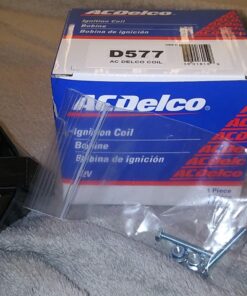 Ignition Coil
Bobine
Bobina de ignición
D577
AC DELCO COIL
ACDelco
Ignition Coil
Bobine
Bobina de ignición
12V
1 Piece